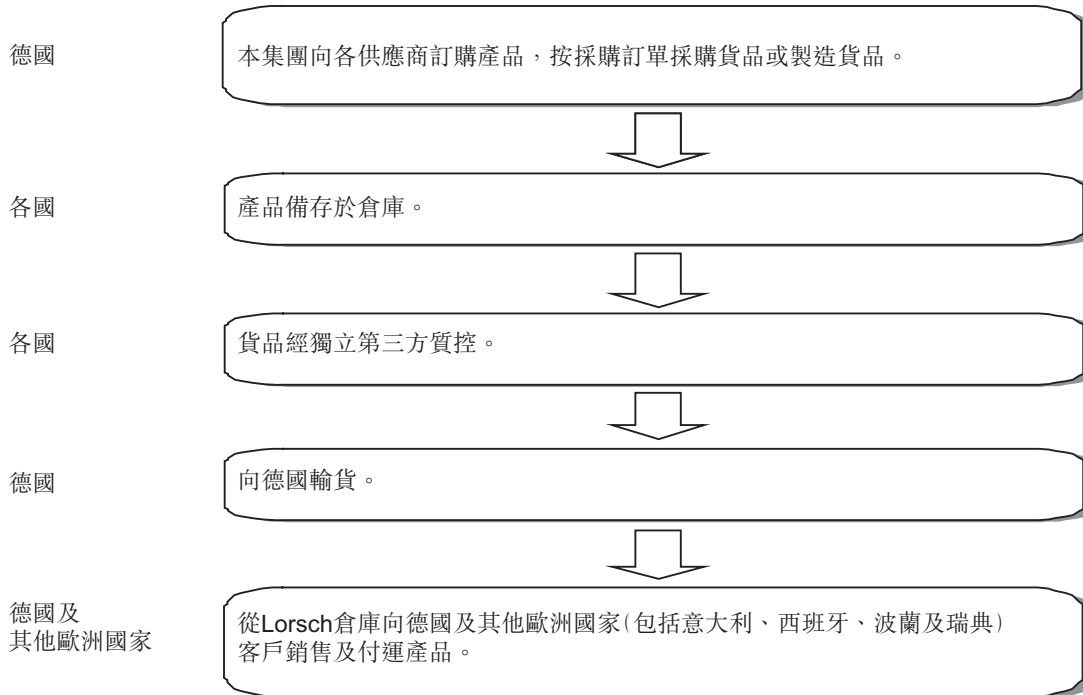 德國
本集團向各供應商訂購產品，按採購訂單採購貨品或製造貨品。
各國
產品備存於倉庫。
各國
貨品經獨立第三方質控。
德國
向德國輸貨。
德國及
其他歐洲國家
從Lorsch倉庫向德國及其他歐洲國家（包括意大利、西班牙、波蘭及瑞典）
客戶銷售及付運產品。